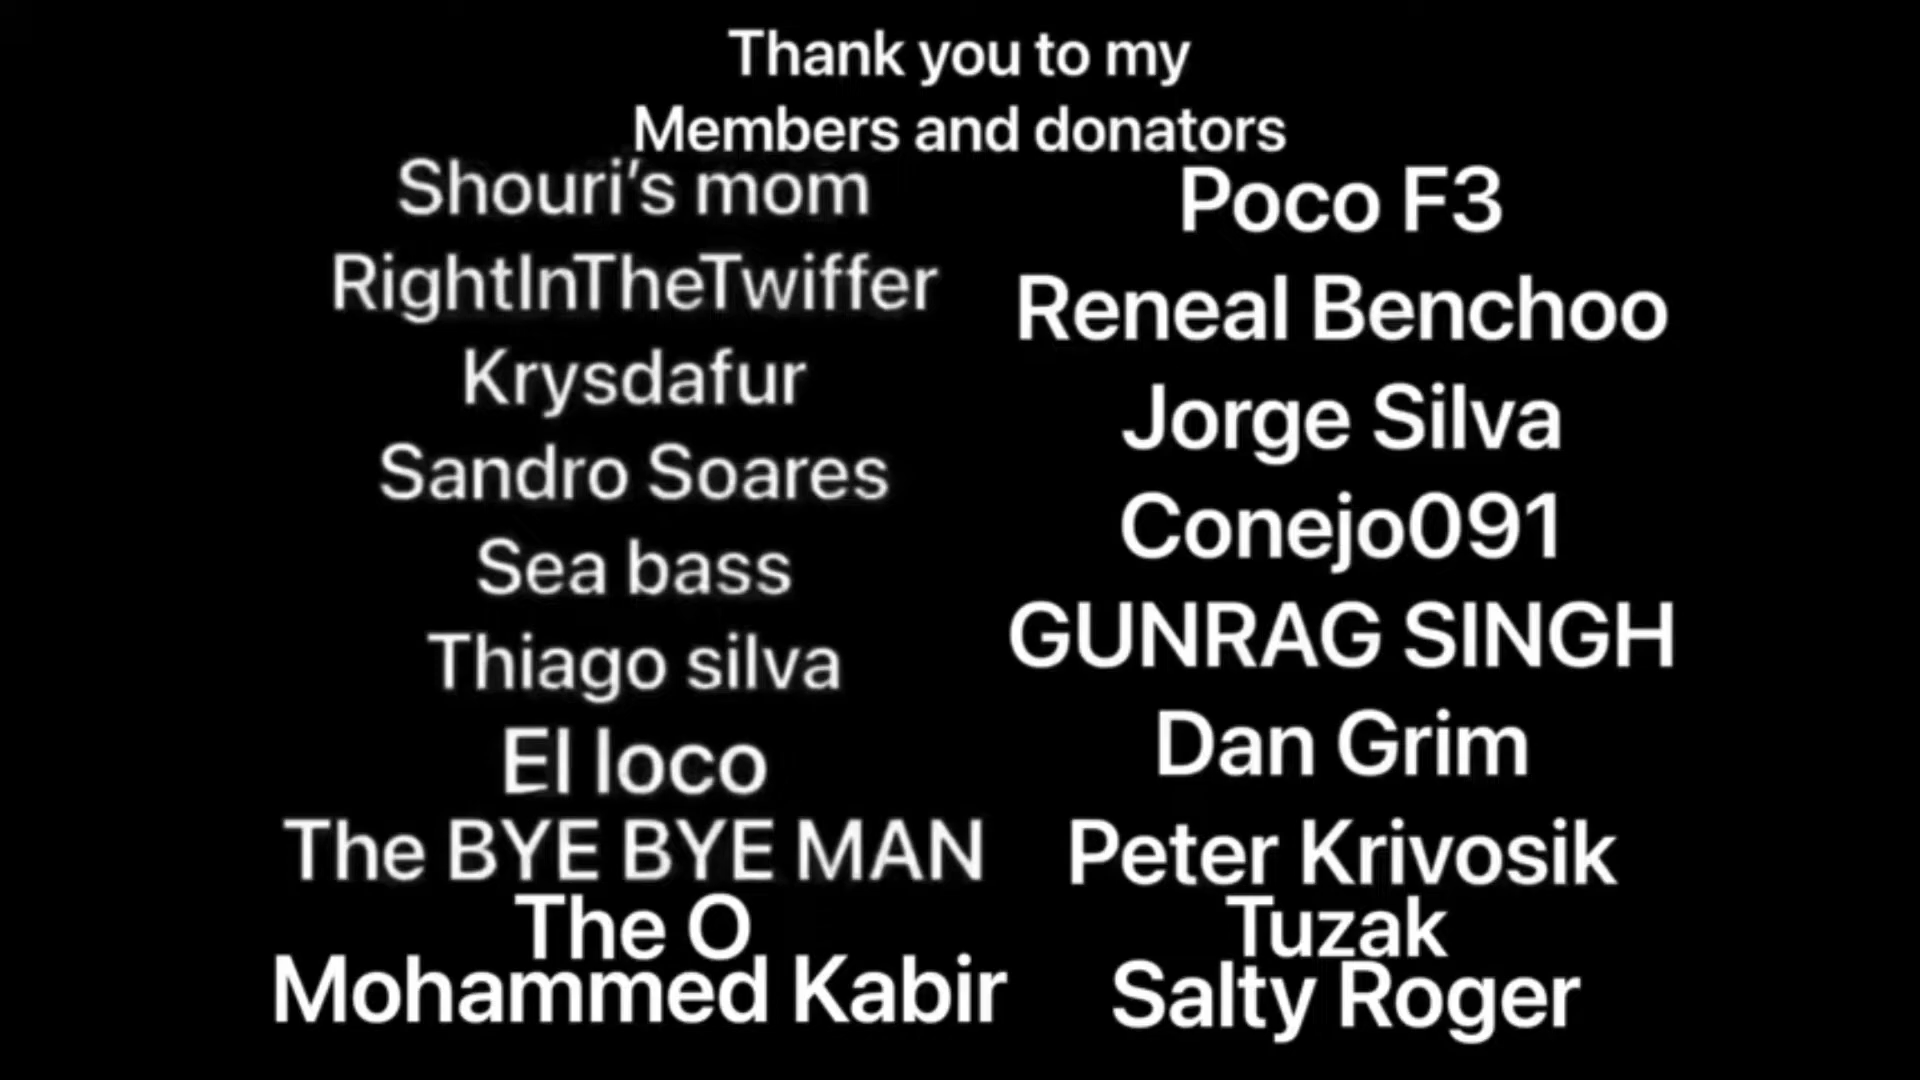 Thank you to my
Members and donators
Shouri’s mom
RightInTheTwiffer
Krysdafur
Sandro Soares
Sea bass
Thiago silva
El loco
The BYE BYE MAN
The O
Mohammed Kabir
Poco F3
Reneal Benchoo
Jorge Silva
Conejo091
GUNRAG SINGH
Dan Grim
Peter Krivosik
Tuzak
Salty Roger